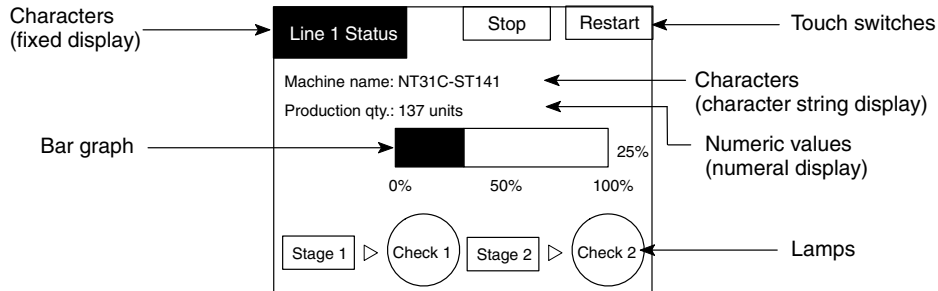 Characters
(fixed display)
Line 1 Status
Stop
Restart
Touch switches
Machine name: NT31C-ST141
Characters
(character string display)
Production qty.: 137 units
Numeric values
(numeral display)
Bar graph
25%
0%
50%
100%
Stage 1
Check 1
Stage 2
Check 2
Lamps